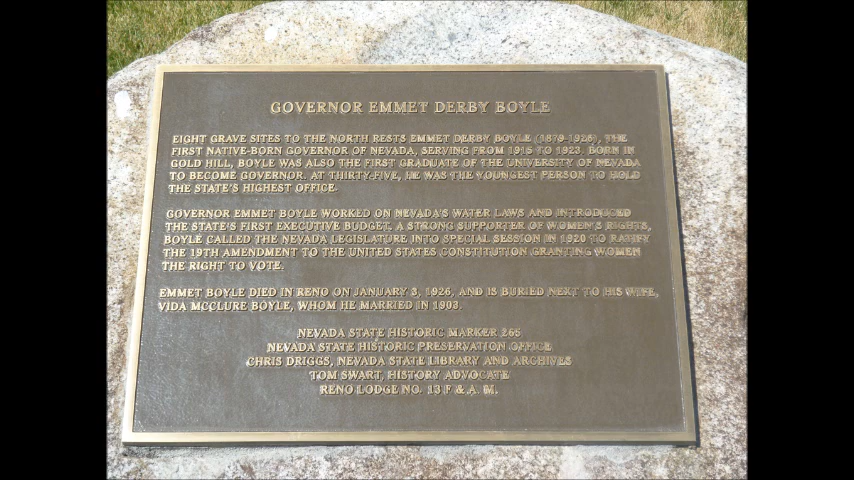 GOVERNOR EMMET DERBY BOYLE
EIGHT GRAVE SITES TO THE NORTH RESTS EMMET DERBY BOYLE (1879-1926), THE
FIRST NATIVE-BORN GOVERNOR OF NEVADA, SERVING FROM 1915 TO 1923. BORN IN
GOLD HILL, BOYLE WAS ALSO THE FIRST GRADUATE OF THE UNIVERSITY OF NEVADA
TO BECOME GOVERNOR. AT THIRTY-FIVE, HE WAS THE YOUNGEST PERSON TO HOLD
THE STATE'S HIGHEST OFFICE.
GOVERNOR EMMET BOYLE WORKED ON NEVADA'S WATER LAWS AND INTRODUCED
THE STATE'S FIRST EXECUTIVE BUDGET. A STRONG SUPPORTER OF WOMEN'S RIGHTS,
BOYLE CALLED THE NEVADA LEGISLATURE INTO SPECIAL SESSION IN 1920 TO RATIFY
THE 19TH AMENDMENT TO THE UNITED STATES CONSTITUTION GRANTING WOMEN
THE RIGHT TO VOTE.
EMMET BOYLE DIED IN RENO ON JANUARY 3, 1926, AND IS BURIED NEXT TO HIS WIFE,
VIDA MCCLURE BOYLE, WHOM HE MARRIED IN 1903.
NEVADA STATE HISTORIC MARKER 265
NEVADA STATE HISTORIC PRESERVATION OFFICE
CHRIS DRIGGS, NEVADA STATE LIBRARY AND ARCHIVES
TOM SWART, HISTORY ADVOCATE
RENO LODGE NO. 13 F & A. M.